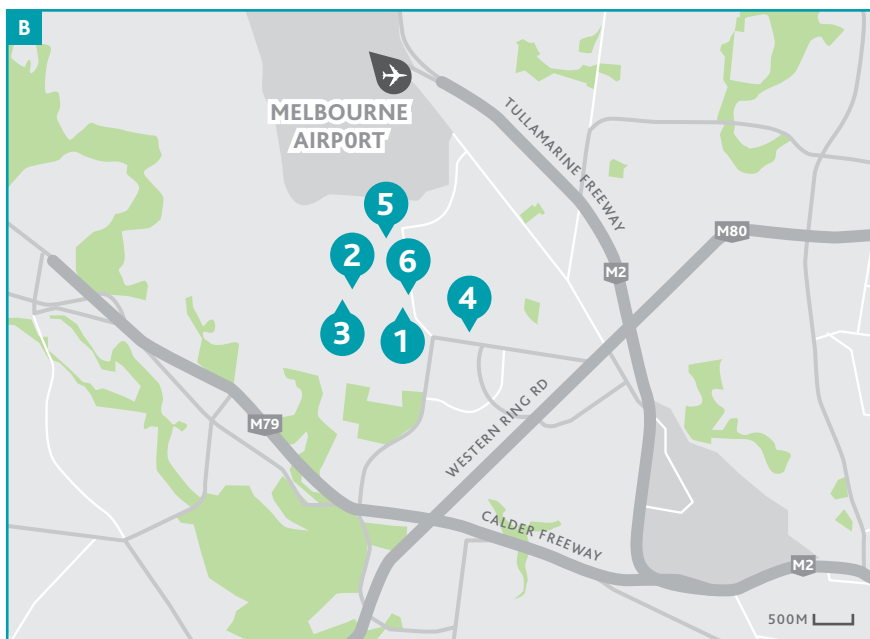 B
MELBOURNE
AIRPORT
TULLAMARINE FREEWAY
5
M80
2
6
M2
4
3
1
WESTERN RING RD
M79
CALDER FREEWAY
M2
500M